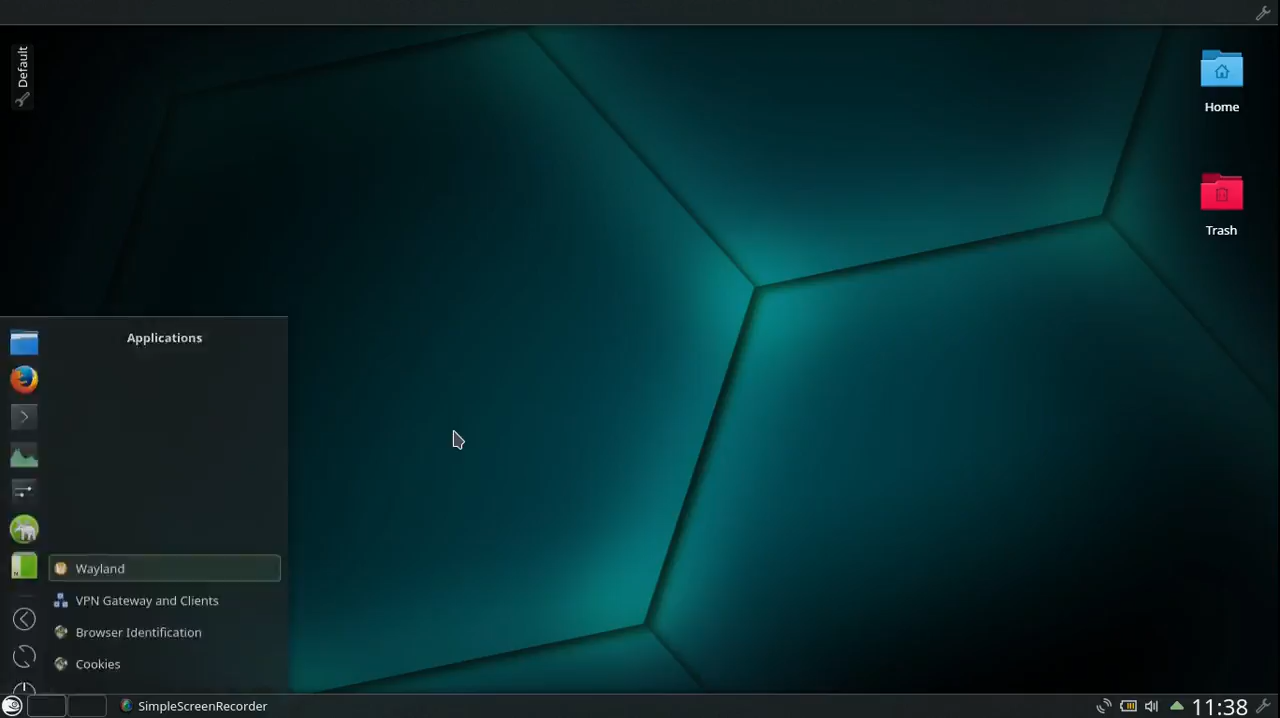 Default
Home
Trash
Applications
Wayland
VPN Gateway and Clients
Browser Identification
Cookies
SimpleScreenRecorder
11:38